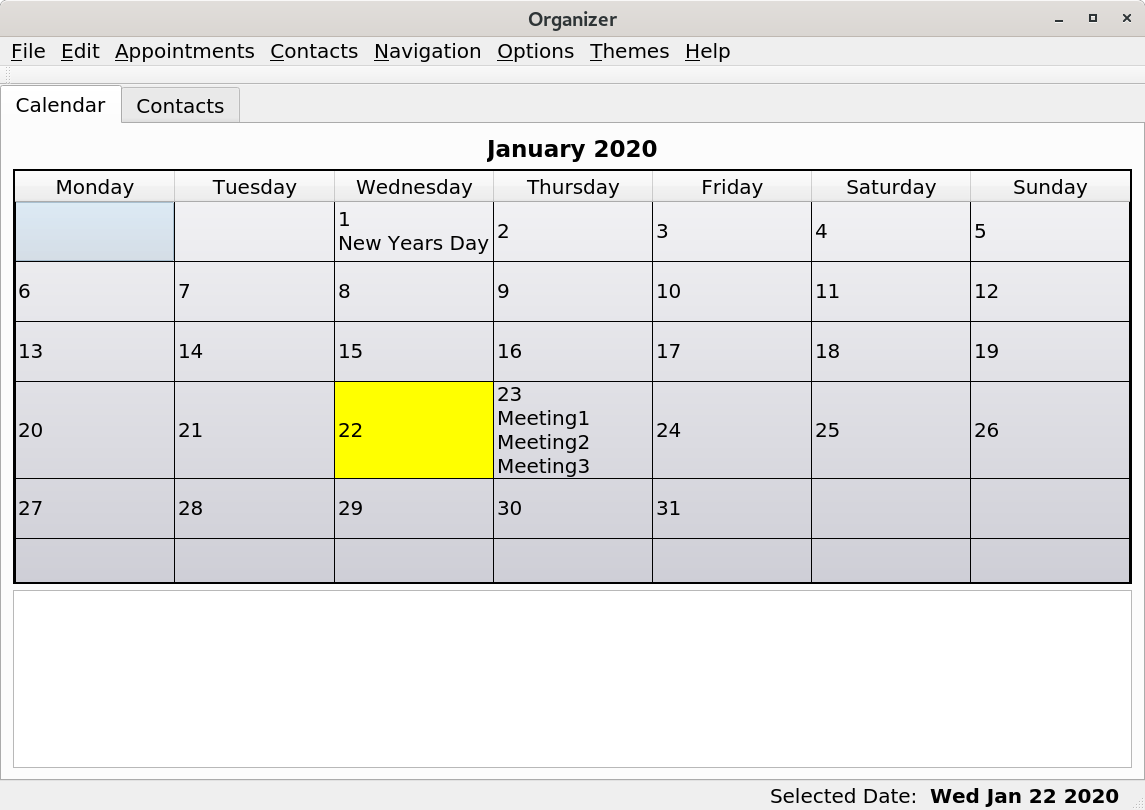 Organizer
File Edit Appointments Contacts Navigation Options Themes Help
Calendar Contacts
January 2020
Monday Tuesday Wednesday Thursday Friday Saturday Sunday
1 2 3 4 5
New Years Day
6 7 8 9 10 11 12
13 14 15 16 17 18 19
20 21 22 23 24 25 26
Meeting1
Meeting2
Meeting3
27 28 29 30 31
Selected Date: Wed Jan 22 2020